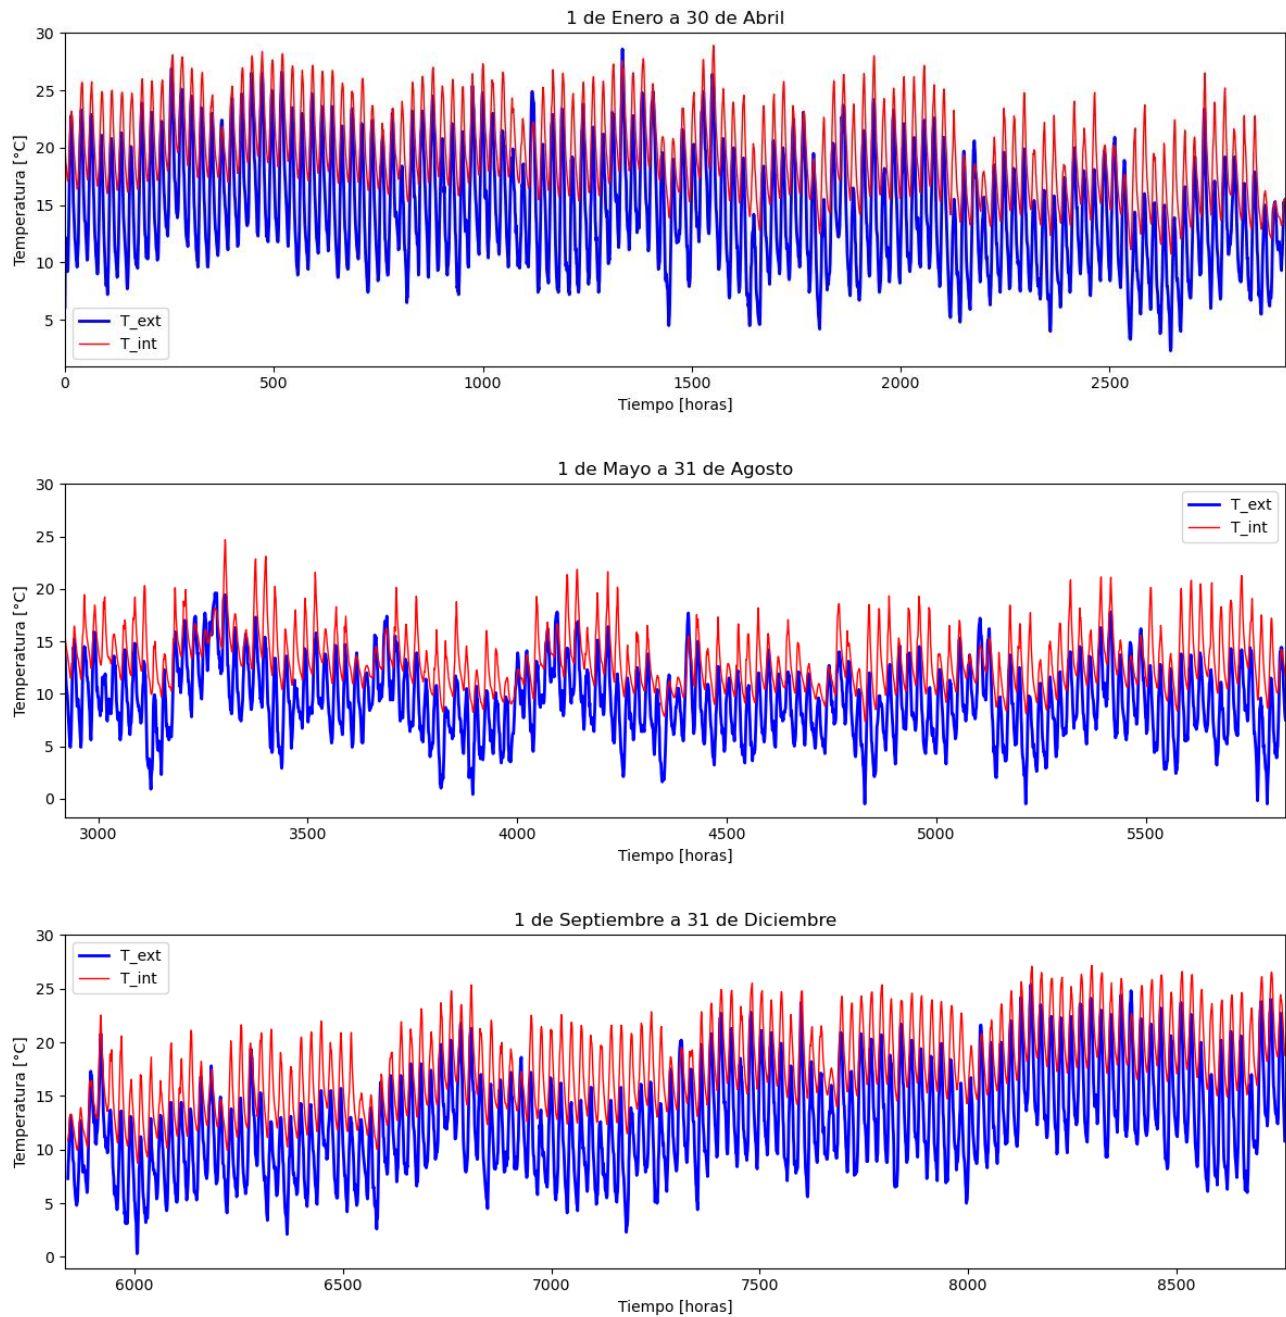 1 de Enero a 30 de Abril
Temperatura [°C]
30
25
20
15
10
5
T_ext
T_int
0 500 1000 1500 2000 2500
Tiempo [horas]
1 de Mayo a 31 de Agosto
Temperatura [°C]
30
25
20
15
10
5
0
T_ext
T_int
3000 3500 4000 4500 5000 5500
Tiempo [horas]
1 de Septiembre a 31 de Diciembre
Temperatura [°C]
30
25
20
15
10
5
0
T_ext
T_int
6000 6500 7000 7500 8000 8500
Tiempo [horas]